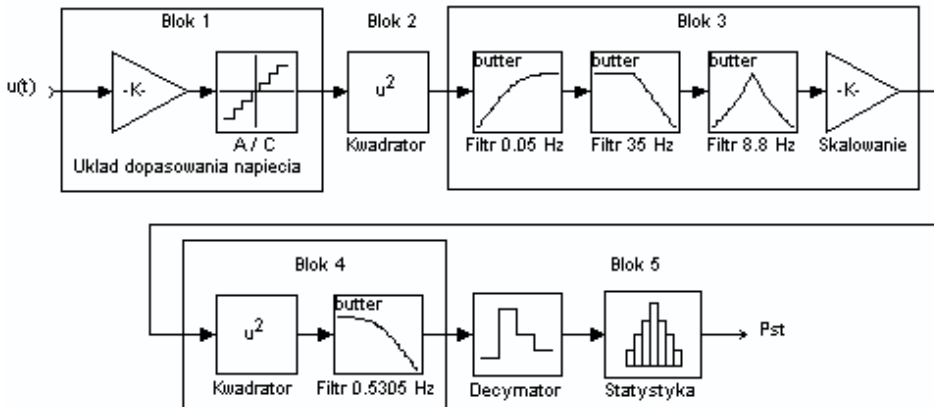 Blok 1
Blok 2
Blok 3
u(t)
-K-
A / C
Uklad dopasowania napiecia
u²
Kwadrator
butter
Filtr 0.05 Hz
butter
Filtr 35 Hz
butter
Filtr 8.8 Hz
-K-
Skalowanie
Blok 4
Blok 5
u²
Kwadrator
butter
Filtr 0.5305 Hz
Decymator
Statystyka
Pst